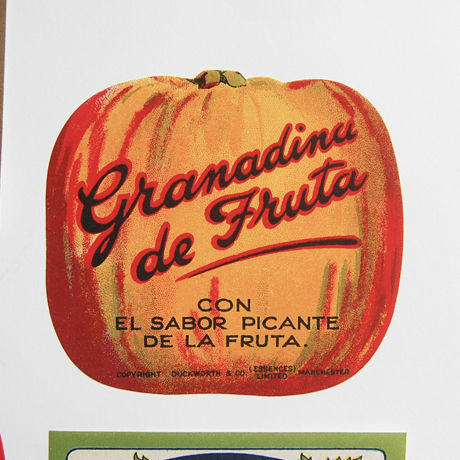 Granadina
de Fruta
CON
EL SABOR PICANTE
DE LA FRUTA.
COPYRIGHT DUCKWORTH & CO. (ESSENCES) LIMITED MANCHESTER